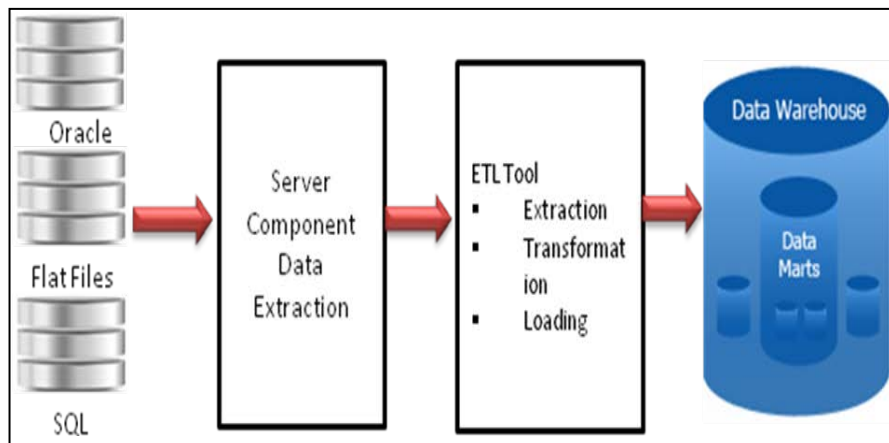 Oracle
Flat Files
SQL
Server
Component
Data
Extraction
ETL Tool
▪ Extraction
▪ Transformat
ion
▪ Loading
Data Warehouse
Data
Marts